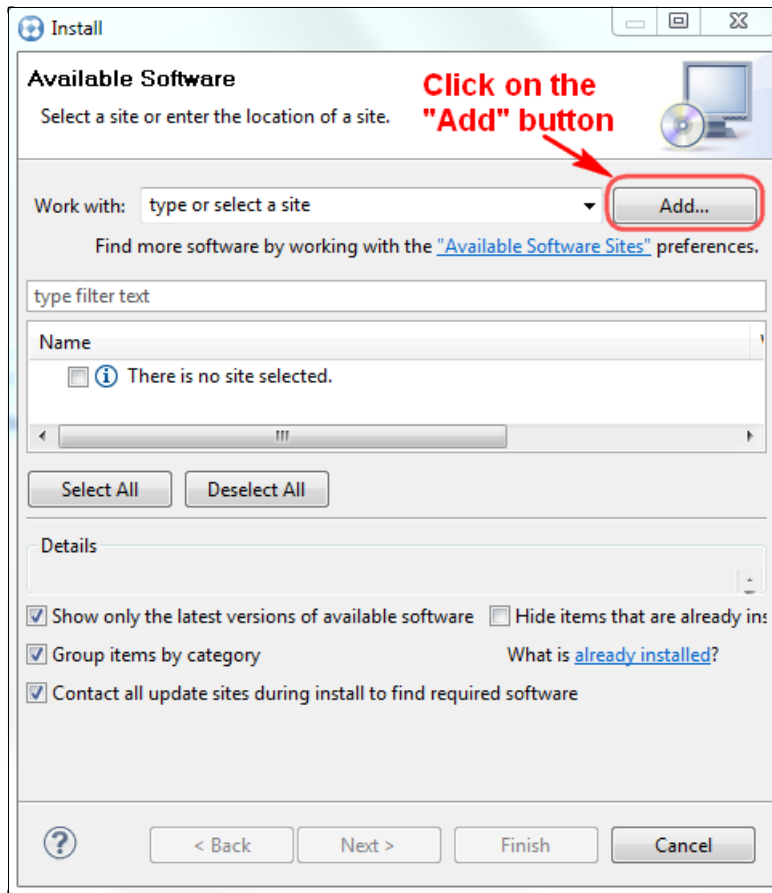 Install
Available Software
Select a site or enter the location of a site.
Click on the
"Add" button
Work with: type or select a site Add...
Find more software by working with the "Available Software Sites" preferences.
type filter text
Name
There is no site selected.
Select All Deselect All
Details
Show only the latest versions of available software Hide items that are already ins
Group items by category What is already installed?
Contact all update sites during install to find required software
? < Back Next > Finish Cancel